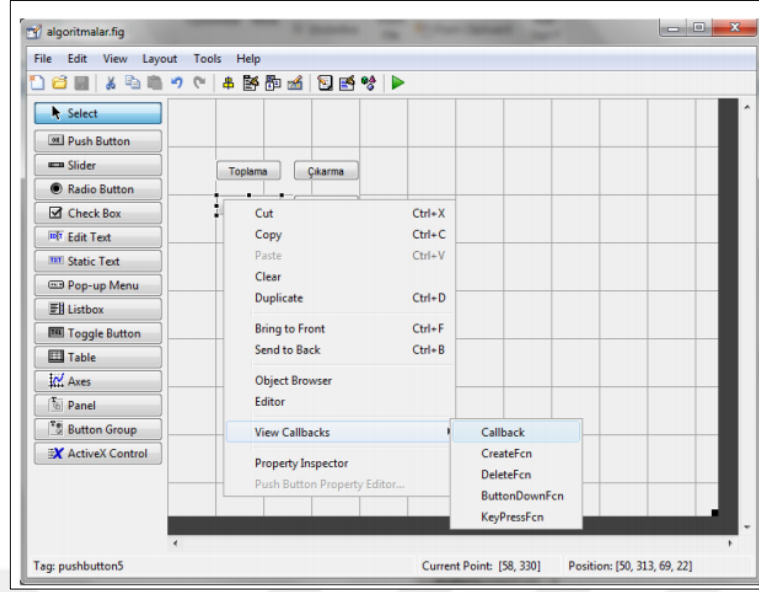 algoritmalar.fig
File Edit View Layout Tools Help
Select
Push Button
Slider
Radio Button
Check Box
Edit Text
Static Text
Pop-up Menu
Listbox
Toggle Button
Table
Axes
Panel
Button Group
ActiveX Control
Toplama Çıkarma
Cut Ctrl+X
Copy Ctrl+C
Paste Ctrl+V
Clear
Duplicate Ctrl+D
Bring to Front Ctrl+F
Send to Back Ctrl+B
Object Browser
Editor
View Callbacks
Property Inspector
Push Button Property Editor...
Callback
CreateFcn
DeleteFcn
ButtonDownFcn
KeyPressFcn
Tag: pushbutton5 Current Point: [58, 330] Position: [50, 313, 69, 22]